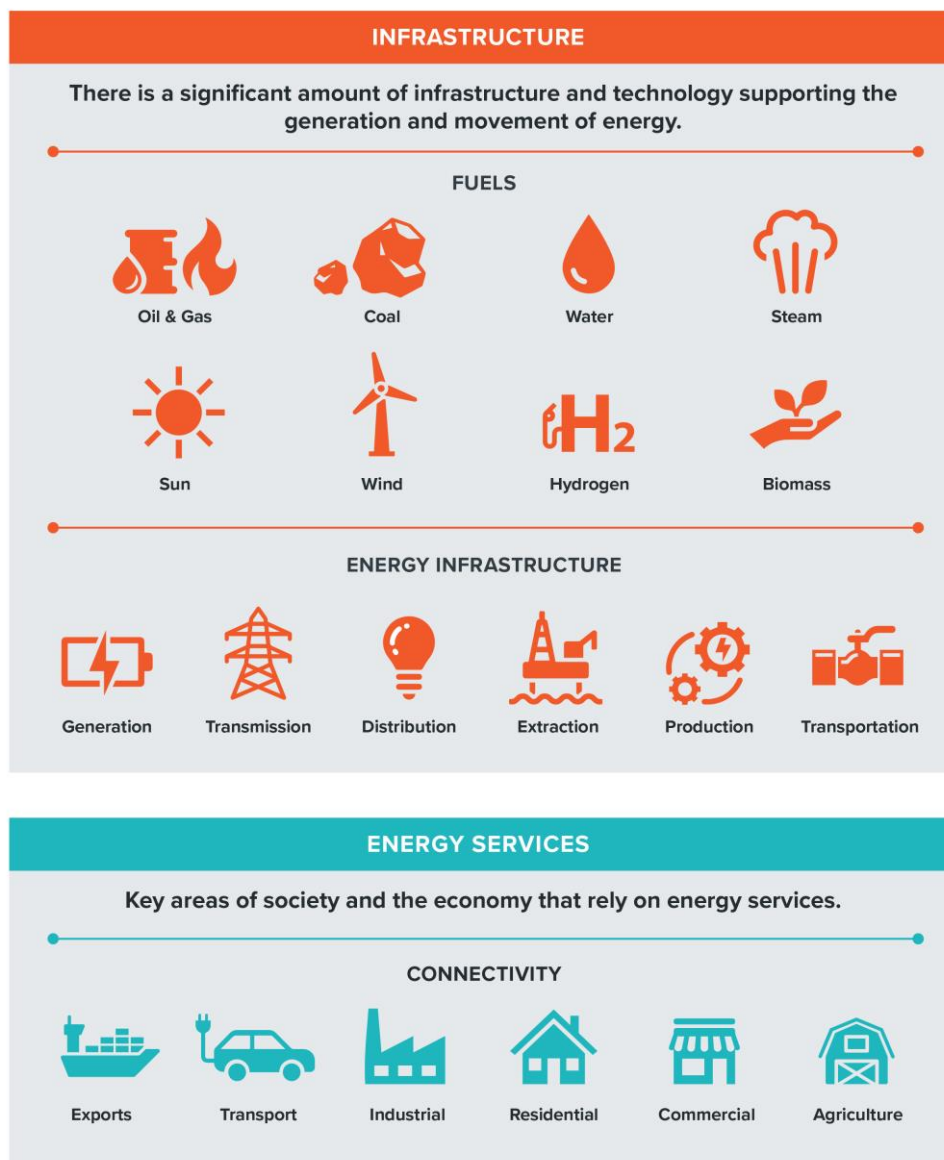 INFRASTRUCTURE
There is a significant amount of infrastructure and technology supporting the
generation and movement of energy.
FUELS
Oil & Gas
Coal
Water
Steam
H2
Sun
Wind
Hydrogen
Biomass
ENERGY INFRASTRUCTURE
Generation
Transmission
Distribution
Extraction
Production
Transportation
ENERGY SERVICES
Key areas of society and the economy that rely on energy services.
CONNECTIVITY
Exports
Transport
Industrial
Residential
Commercial
Agriculture